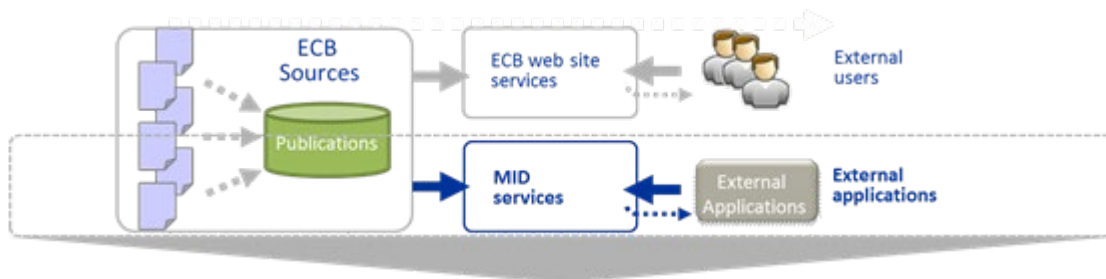 ECB
Sources
Publications
ECB web site
services
External
users
MID
services
External
Applications
External
applications